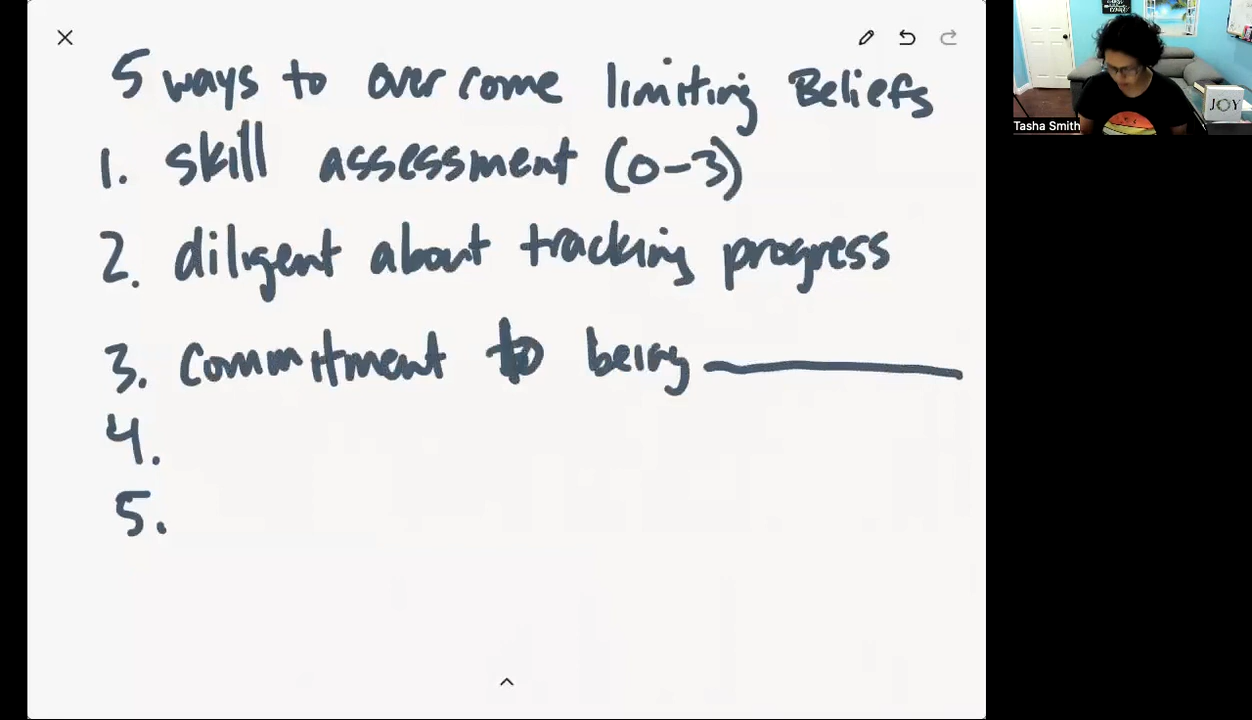 5 ways to overcome limiting Beliefs
1. skill assessment (0-3)
2. diligent about tracking progress
3. commitment to being
4.
5.
Tasha Smith
JOY